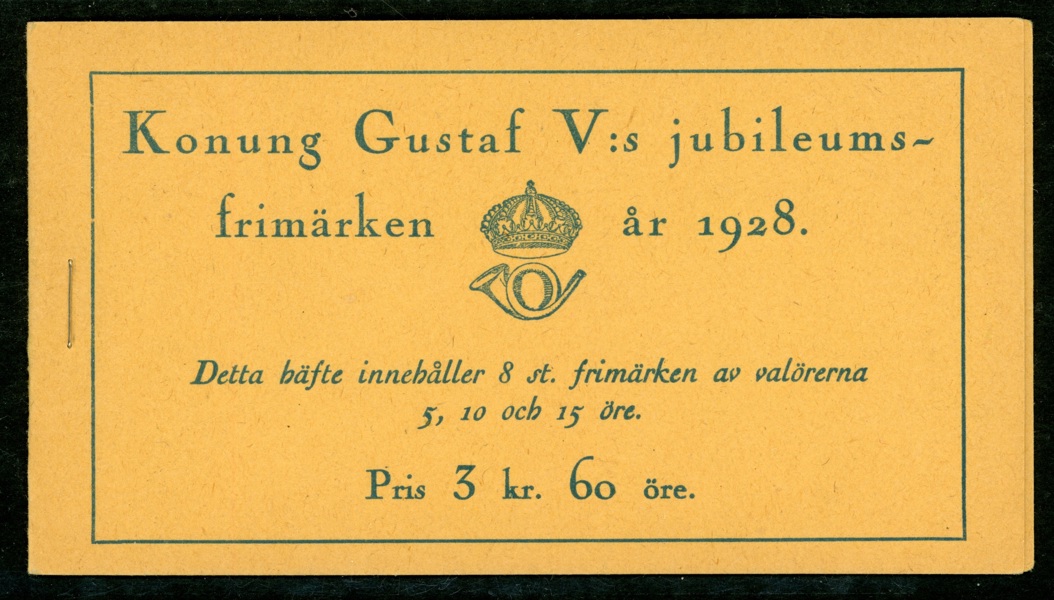 Konung Gustaf V:s jubileums-
frimärken år 1928.
Detta häfte innehåller 8 st. frimärken av valörerna
5, 10 och 15 öre.
Pris 3 kr. 60 öre.